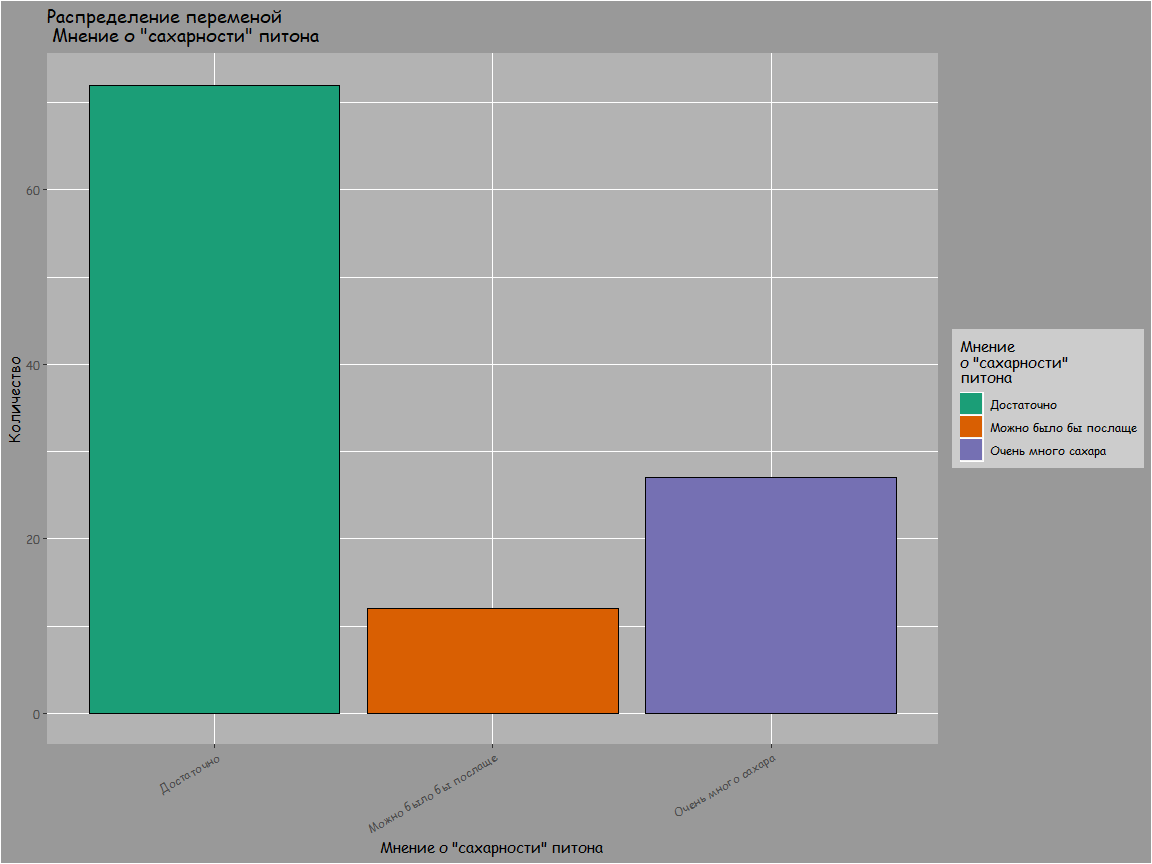 Распределение переменой
Мнение о "сахарности" питона
Количество
60
40
20
0
Достаточно
Можно было бы послаще
Очень много сахара
Мнение о "сахарности" питона
Мнение
о "сахарности"
питона
Достаточно
Можно было бы послаще
Очень много сахара